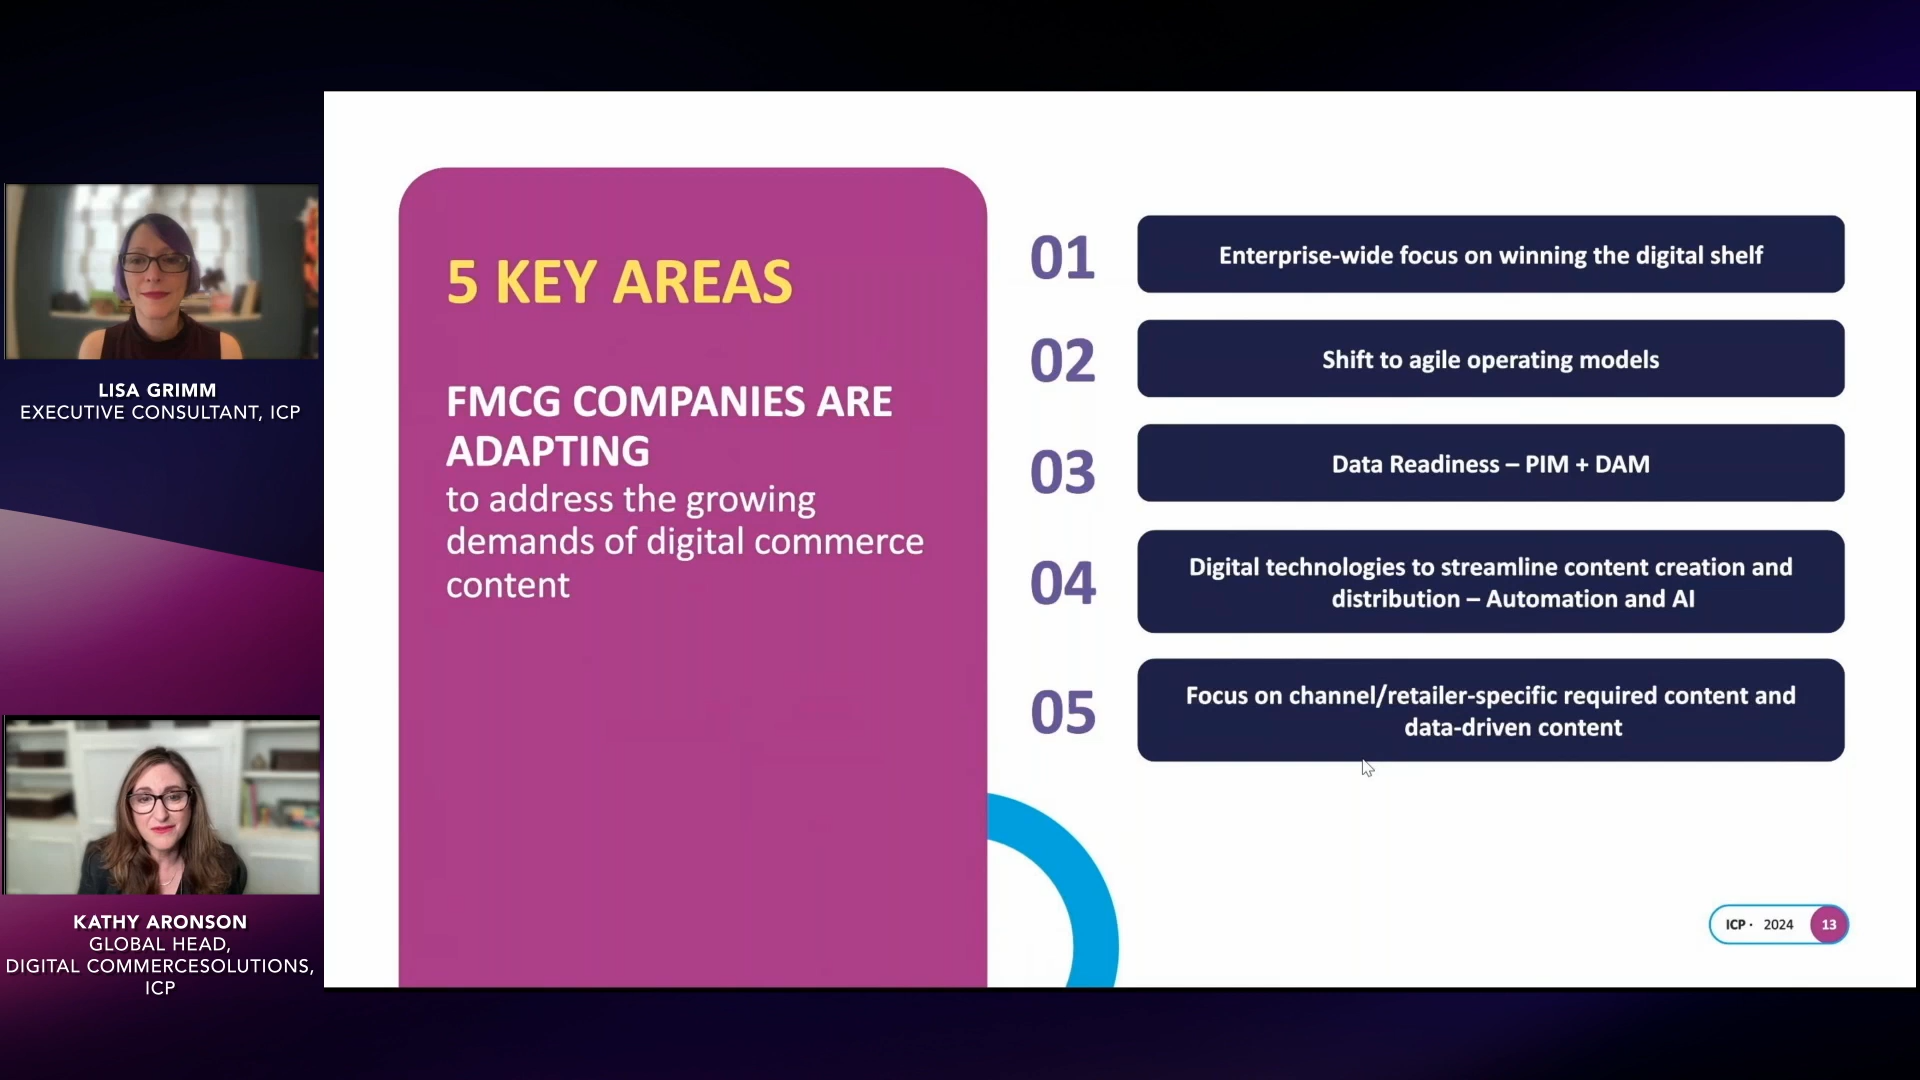 LISA GRIMM
EXECUTIVE CONSULTANT, ICP
KATHY ARONSON
GLOBAL HEAD,
DIGITAL COMMERCESOLUTIONS,
ICP
5 KEY AREAS
FMCG COMPANIES ARE
ADAPTING
to address the growing
demands of digital commerce
content
01
Enterprise-wide focus on winning the digital shelf
02
Shift to agile operating models
03
Data Readiness – PIM + DAM
04
Digital technologies to streamline content creation and
distribution – Automation and AI
05
Focus on channel/retailer-specific required content and
data-driven content
ICP · 2024 13